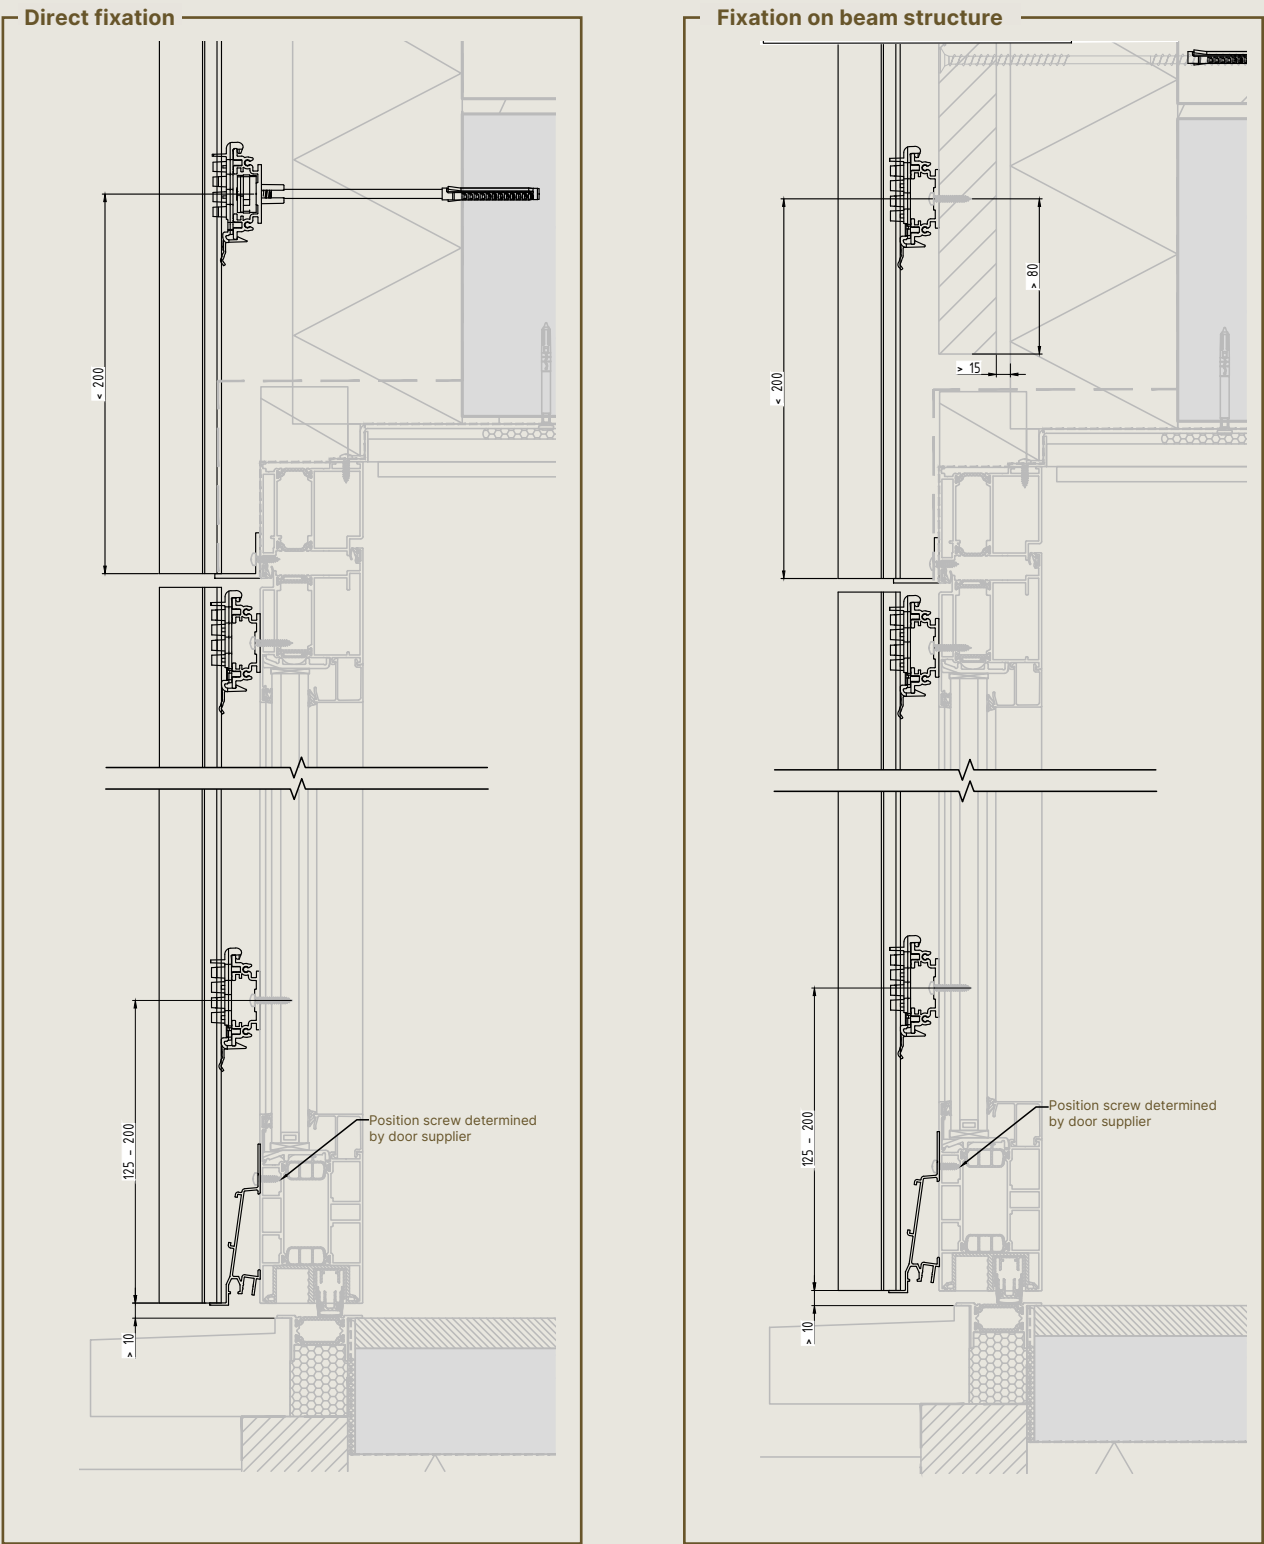 Direct fixation
< 200
125 - 200
> 10
Position screw determined
by door supplier
Fixation on beam structure
> 80
> 15
< 200
125 - 200
> 10
Position screw determined
by door supplier